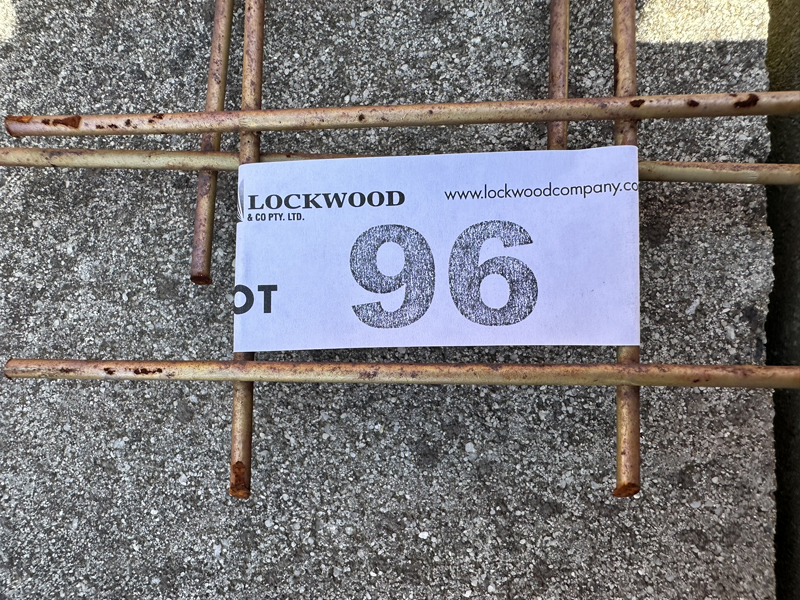 LOCKWOOD
& CO PTY. LTD.
www.lockwoodcompany.co
OT
96